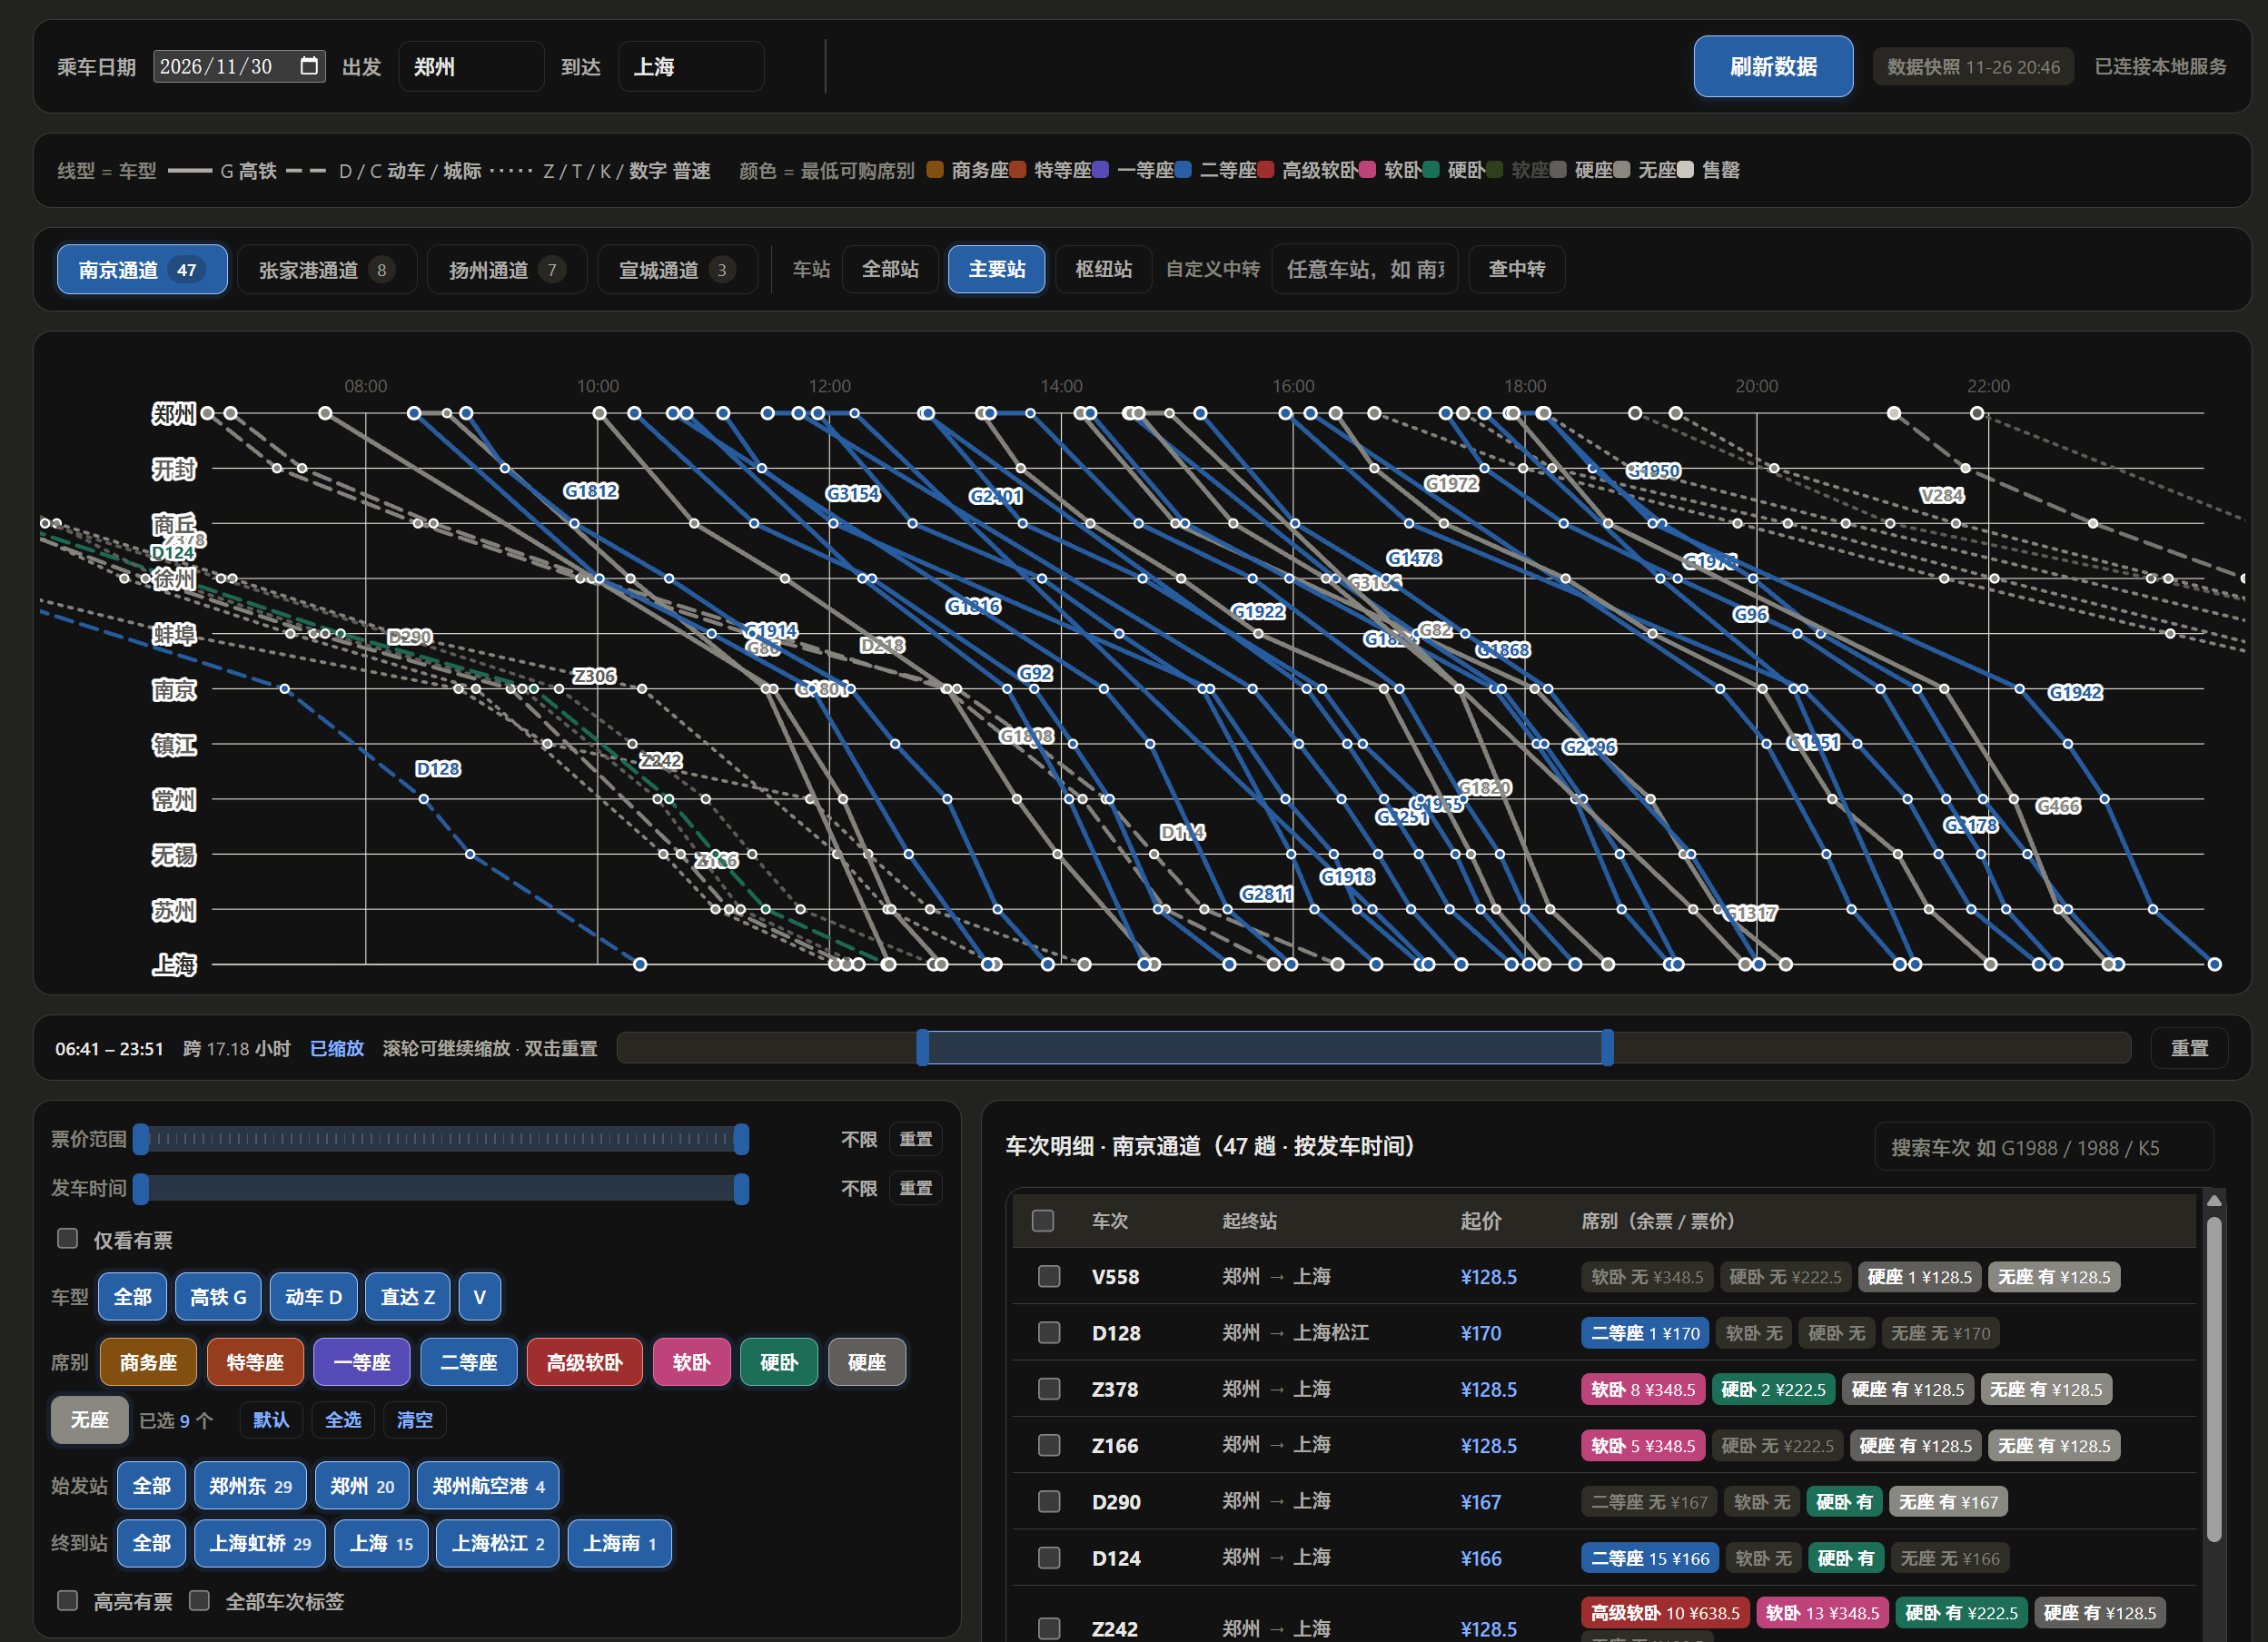 乘车日期 2026/11/30 出发 郑州 到达 上海 刷新数据 数据快照 11-26 20:46 已连接本地服务
线型 = 车型 G 高铁 D / C 动车 / 城际 Z / T / K / 数字 普速 颜色 = 最低可购席别 商务座 特等座 一等座 二等座 高级软卧 软卧 硬卧 软座 硬座 无座 售罄
南京通道 47 张家港通道 8 扬州通道 7 宣城通道 3 车站 全部站 主要站 枢纽站 自定义中转 任意车站，如 南京 查中转
08:00 10:00 12:00 14:00 16:00 18:00 20:00 22:00
郑州
开封
G1812 G3154 G2401 G1972 G1950 V284
商丘
D124 G1478
徐州
G1816 G1922 G96
蚌埠
D290 G1914 D218 G82 G1868
Z306 G92
南京
G1942
G1808
镇江
Z242 G2196 G1951
D128
常州
G1820 G1955 G466
G3251 G3178
D114
无锡
Z166
G1918
G2811
苏州
G1317
上海
06:41 – 23:51 跨 17.18 小时 已缩放 滚轮可继续缩放 · 双击重置 重置
票价范围 不限 重置
发车时间 不限 重置
仅看有票
车型 全部 高铁 G 动车 D 直达 Z V
席别 商务座 特等座 一等座 二等座 高级软卧 软卧 硬卧 硬座
无座 已选 9 个 默认 全选 清空
始发站 全部 郑州东 29 郑州 20 郑州航空港 4
终到站 全部 上海虹桥 29 上海 15 上海松江 2 上海南 1
高亮有票 全部车次标签
车次明细 · 南京通道（47 趟 · 按发车时间） 搜索车次 如 G1988 / 1988 / K5
车次 起终站 起价 席别（余票 / 票价）
V558 郑州 → 上海 ¥128.5 软卧 无 ¥348.5 硬卧 无 ¥222.5 硬座 1 ¥128.5 无座 有 ¥128.5
D128 郑州 → 上海松江 ¥170 二等座 1 ¥170 软卧 无 硬卧 无 无座 无 ¥170
Z378 郑州 → 上海 ¥128.5 软卧 8 ¥348.5 硬卧 2 ¥222.5 硬座 有 ¥128.5 无座 有 ¥128.5
Z166 郑州 → 上海 ¥128.5 软卧 5 ¥348.5 硬卧 无 ¥222.5 硬座 有 ¥128.5 无座 有 ¥128.5
D290 郑州 → 上海 ¥167 二等座 无 ¥167 软卧 无 硬卧 有 无座 有 ¥167
D124 郑州 → 上海 ¥166 二等座 15 ¥166 软卧 无 硬卧 有 无座 无 ¥166
Z242 郑州 → 上海 ¥128.5 高级软卧 10 ¥638.5 软卧 13 ¥348.5 硬卧 有 ¥222.5 硬座 有 ¥128.5